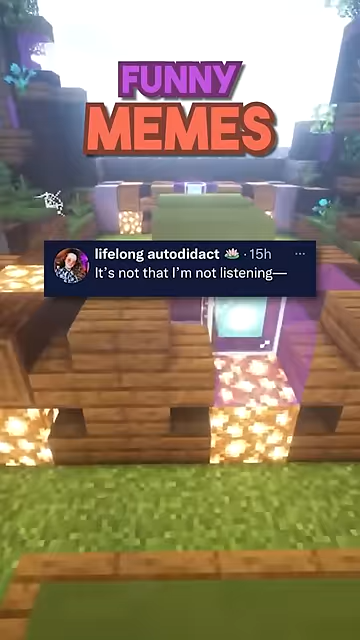 FUNNY
MEMES
lifelong autodidact 🪷 · 15h ···
It's not that I'm not listening—